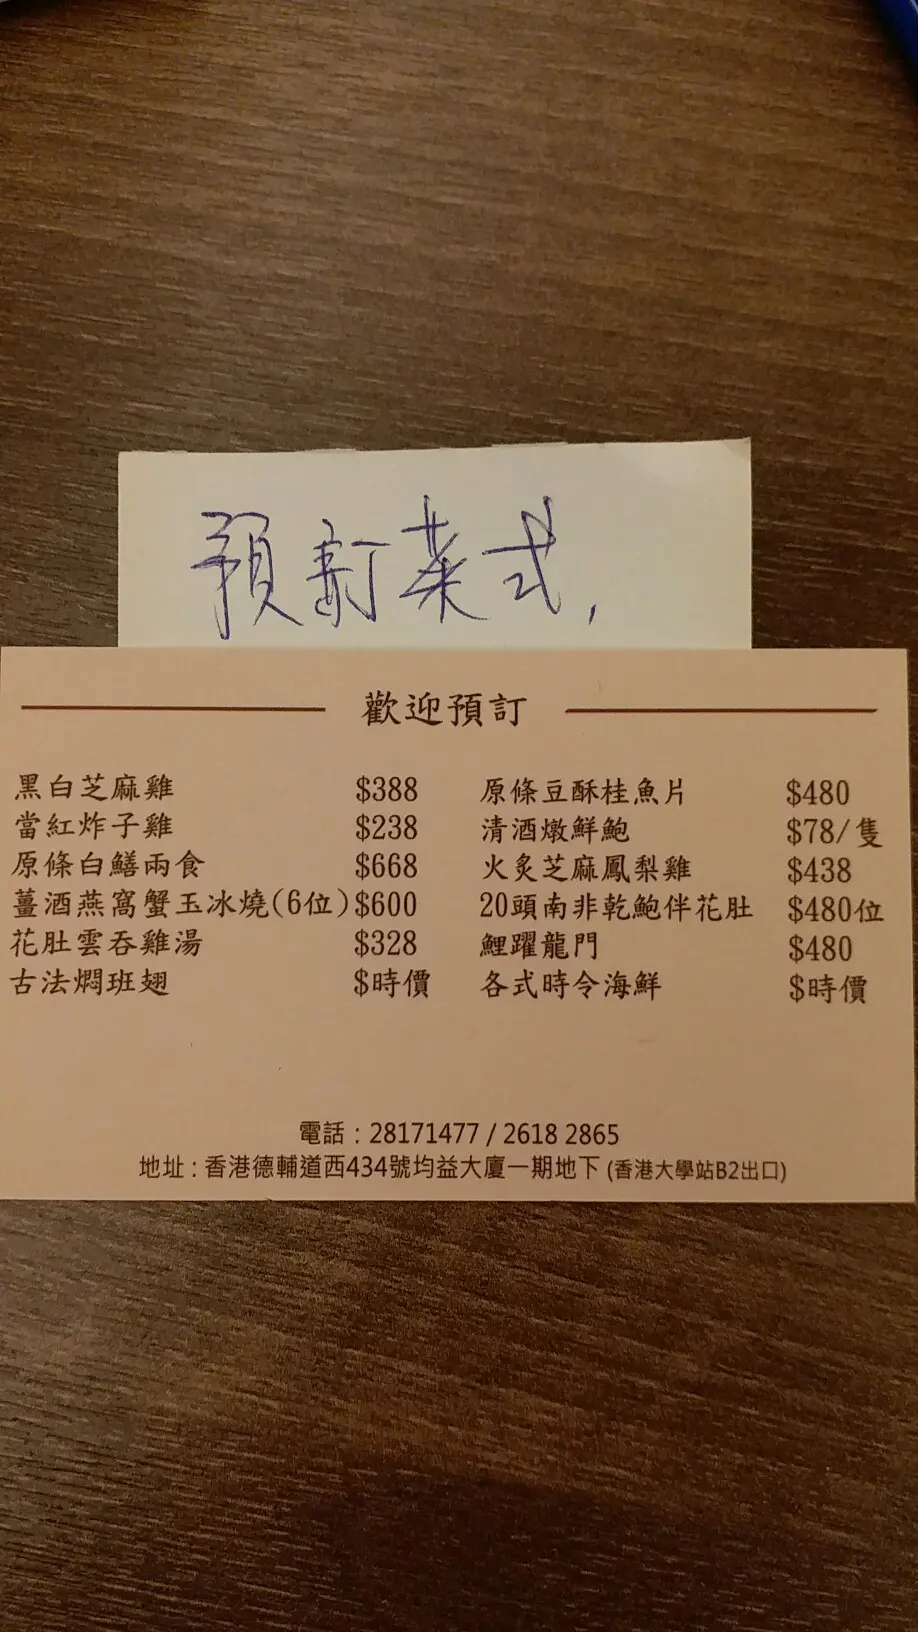 預訂菜式,
歡迎預訂
黑白芝麻雞 $388
當紅炸子雞 $238
原條白鱔兩食 $668
薑酒燕窩蟹玉冰燒(6位) $600
花肚雲吞雞湯 $328
古法燜班翅 $時價
原條豆酥桂魚片 $480
清酒燉鮮鮑 $78/隻
火炙芝麻鳳梨雞 $438
20頭南非乾鮑伴花肚 $480位
鯉躍龍門 $480
各式時令海鮮 $時價
電話：28171477 / 2618 2865
地址 : 香港德輔道西434號均益大廈一期地下 (香港大學站B2出口)